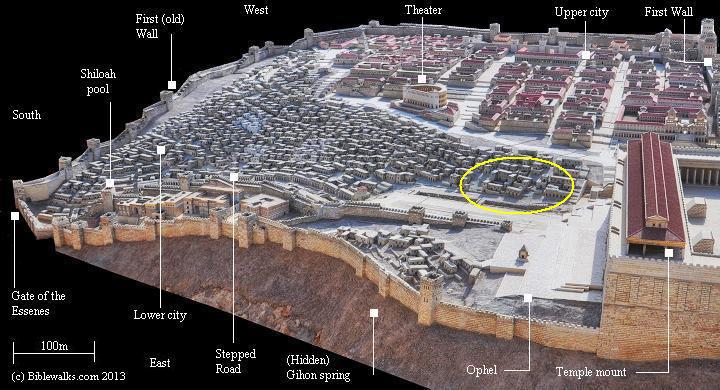 West
Theater
Upper city
First Wall
First (old)
Wall
Shiloah
pool
South
Gate of the
Essenes
Lower city
100m
East
Stepped
Road
(Hidden)
Gihon spring
Ophel
Temple mount
(c) Biblewalks.com 2013